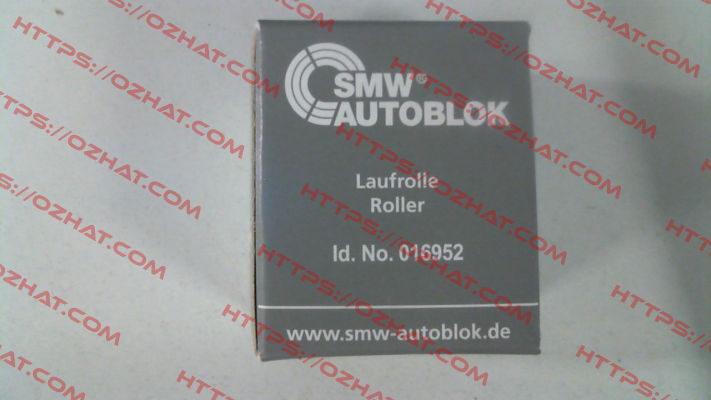 SMW®
AUTOBLOK
Laufrolle
Roller
Id. No. 016952
www.smw-autoblok.de
HTTPS://OZHAT.COM